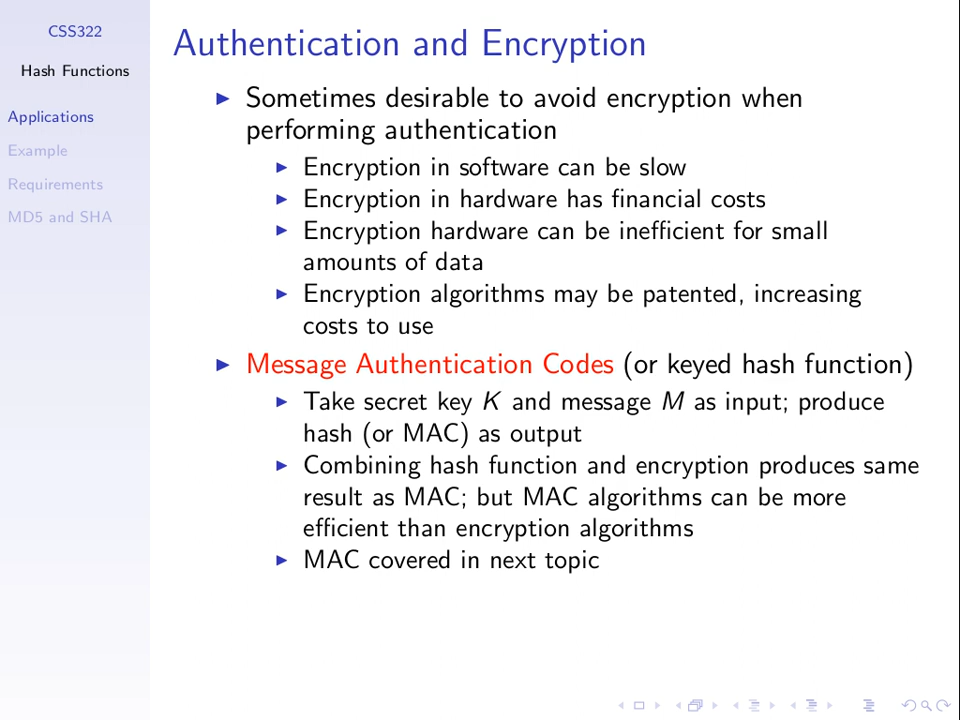 CSS322
Hash Functions
Applications
Example
Requirements
MD5 and SHA
Authentication and Encryption
Sometimes desirable to avoid encryption when
performing authentication
Encryption in software can be slow
Encryption in hardware has financial costs
Encryption hardware can be inefficient for small
amounts of data
Encryption algorithms may be patented, increasing
costs to use
Message Authentication Codes (or keyed hash function)
Take secret key K and message M as input; produce
hash (or MAC) as output
Combining hash function and encryption produces same
result as MAC; but MAC algorithms can be more
efficient than encryption algorithms
MAC covered in next topic